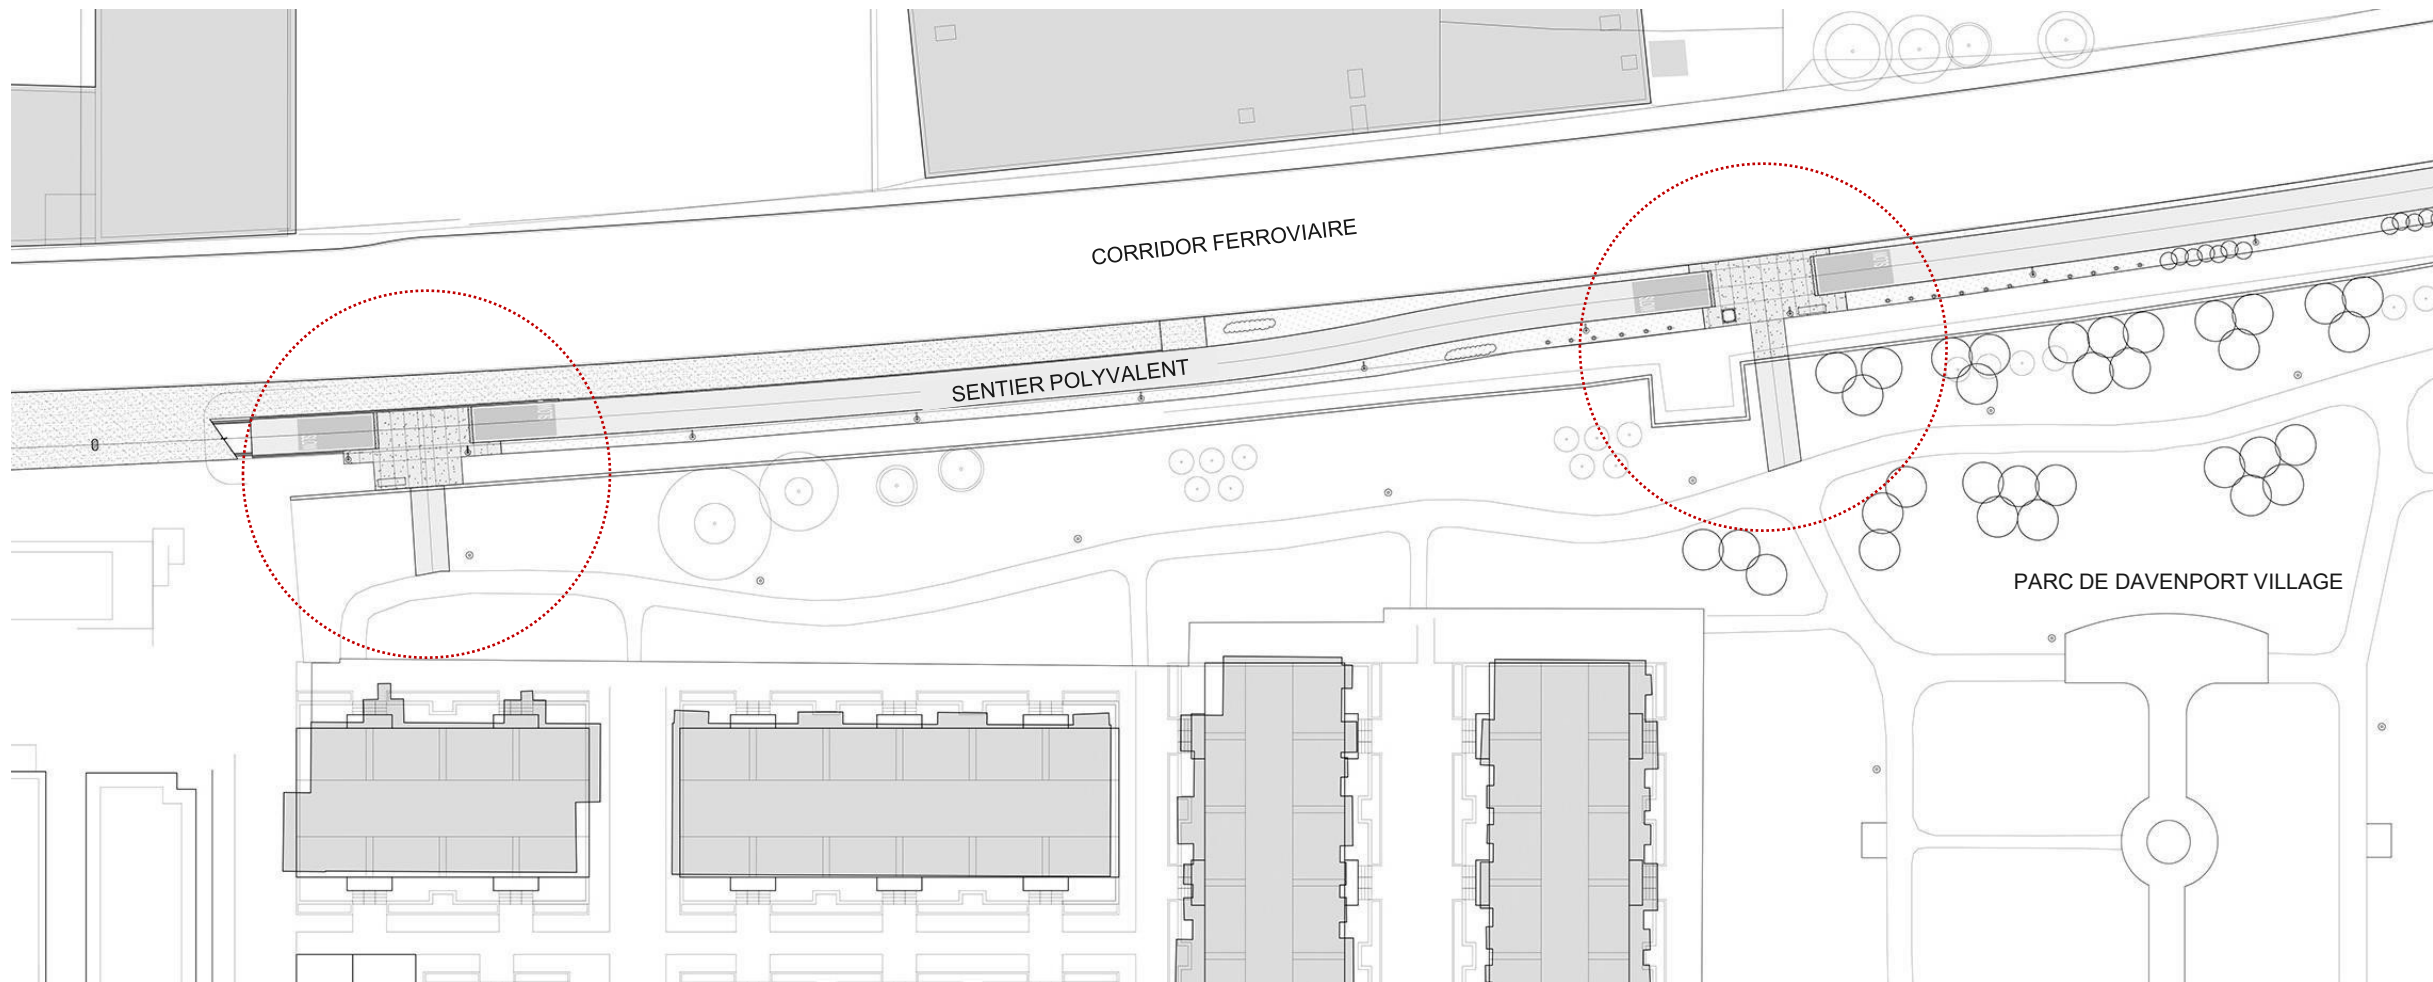 CORRIDOR FERROVIAIRE
SENTIER POLYVALENT
PARC DE DAVENPORT VILLAGE